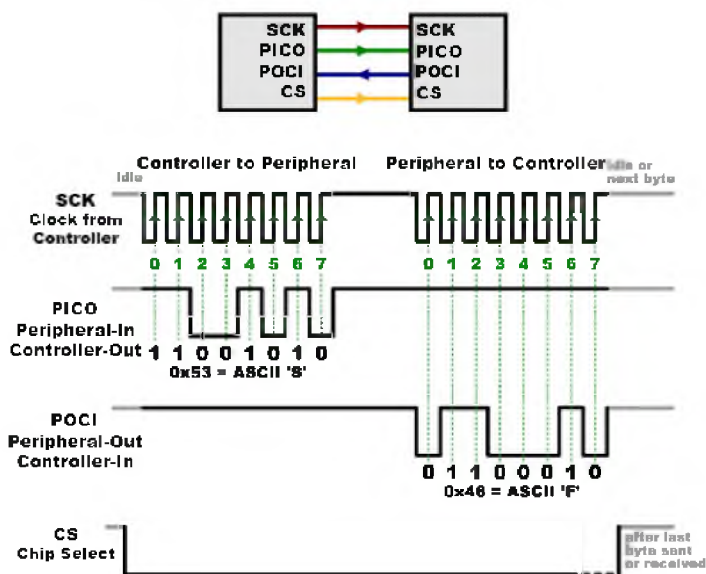 SCK SCK
PICO PICO
POCI POCI
CS CS
Controller to Peripheral Peripheral to Controller
Idle
Idle or
next byte
SCK
Clock from
Controller
0 1 2 3 4 5 6 7 0 1 2 3 4 5 6 7
PICO
Peripheral-In
Controller-Out
1 1 0 0 1 0 1 0
0x53 = ASCII 'S'
POCI
Peripheral-Out
Controller-In
0 1 1 0 0 0 1 0
0x46 = ASCII 'F'
CS
Chip Select
after last
byte sent
or received